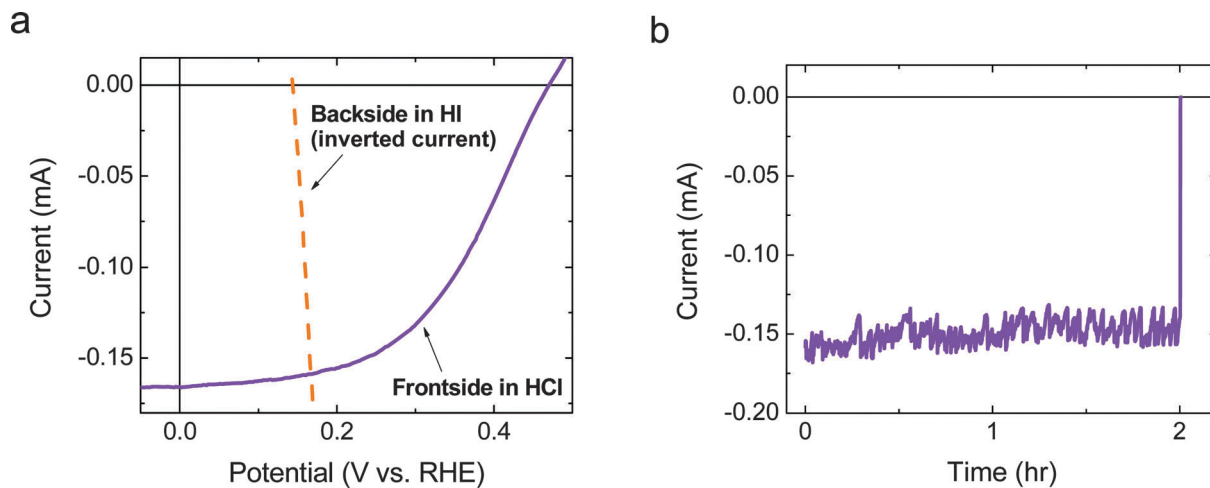 a
0.00
-0.05
-0.10
-0.15
Current (mA)
Backside in HI
(inverted current)
Frontside in HCl
0.0
0.2
0.4
Potential (V vs. RHE)
b
0.00
-0.05
-0.10
-0.15
-0.20
Current (mA)
0
1
2
Time (hr)